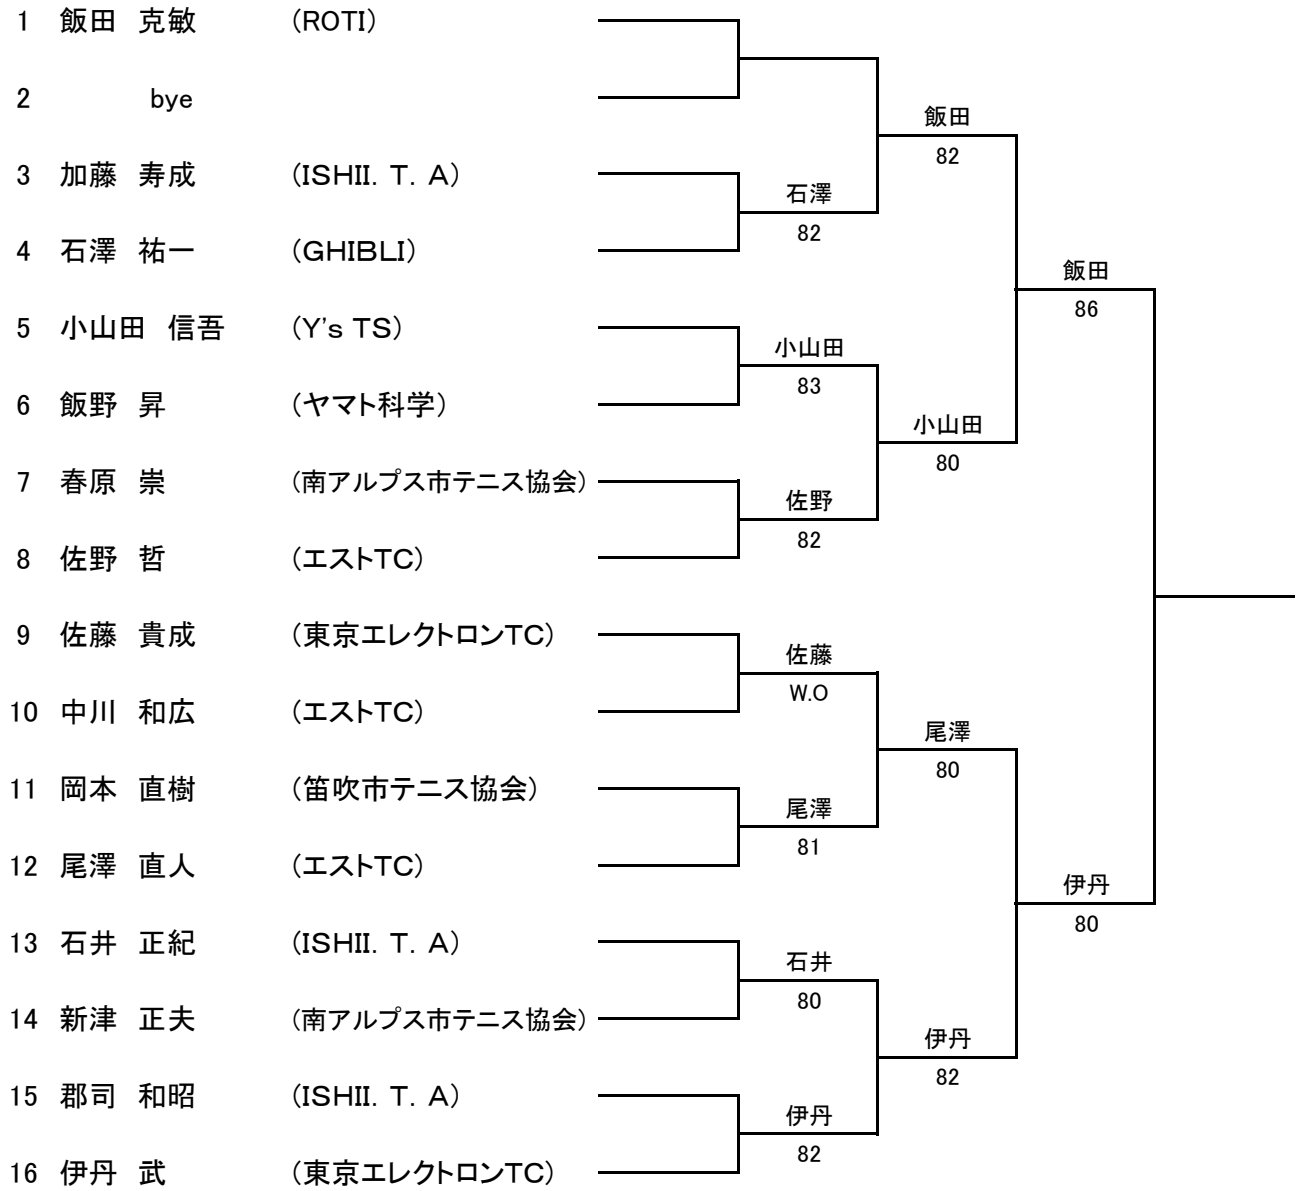 1 飯田 克敏 (ROTI)
2 bye
飯田
82
3 加藤 寿成 (ISHII. T. A)
石澤
82
4 石澤 祐一 (GHIBLI)
飯田
86
5 小山田 信吾 (Y's TS)
小山田
83
6 飯野 昇 (ヤマト科学)
小山田
80
7 春原 崇 (南アルプス市テニス協会)
佐野
82
8 佐野 哲 (エストTC)
9 佐藤 貴成 (東京エレクトロンTC)
佐藤
W.O
10 中川 和広 (エストTC)
尾澤
80
11 岡本 直樹 (笛吹市テニス協会)
尾澤
81
12 尾澤 直人 (エストTC)
伊丹
80
13 石井 正紀 (ISHII. T. A)
石井
80
14 新津 正夫 (南アルプス市テニス協会)
伊丹
82
15 郡司 和昭 (ISHII. T. A)
伊丹
82
16 伊丹 武 (東京エレクトロンTC)